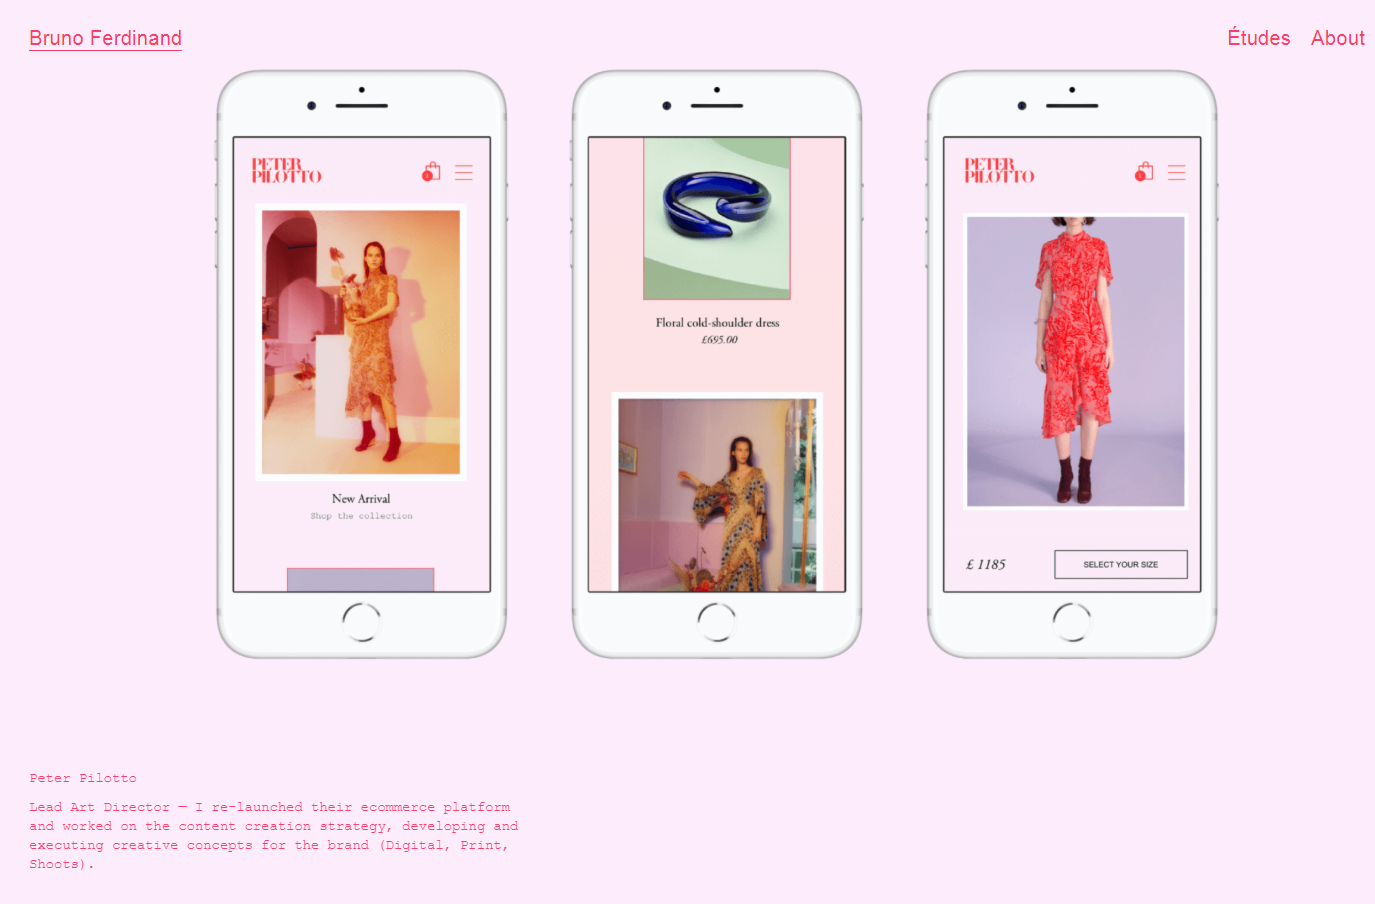 Bruno Ferdinand
Études About
PETER
PILOTTO
1
New Arrival
Shop the collection
Floral cold-shoulder dress
£695.00
PETER
PILOTTO
1
£ 1185
SELECT YOUR SIZE
Peter Pilotto
Lead Art Director — I re-launched their ecommerce platform
and worked on the content creation strategy, developing and
executing creative concepts for the brand (Digital, Print,
Shoots).